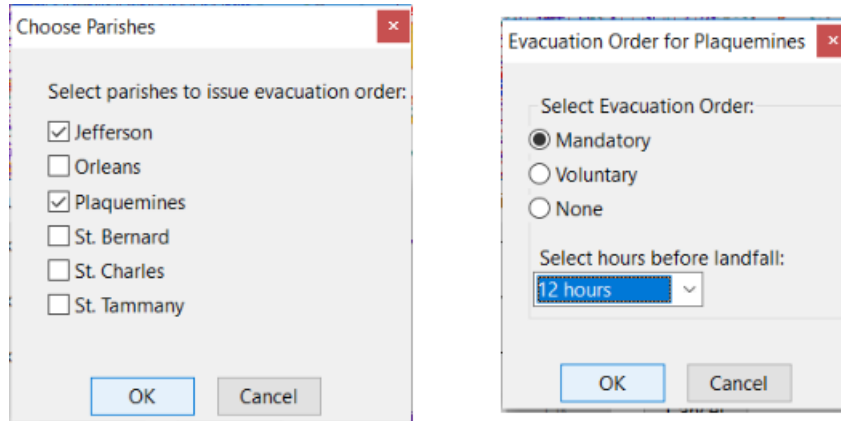 Choose Parishes
Select parishes to issue evacuation order:
Jefferson
Orleans
Plaquemines
St. Bernard
St. Charles
St. Tammany
OK Cancel
Evacuation Order for Plaquemines
Select Evacuation Order:
Mandatory
Voluntary
None
Select hours before landfall:
12 hours
OK Cancel